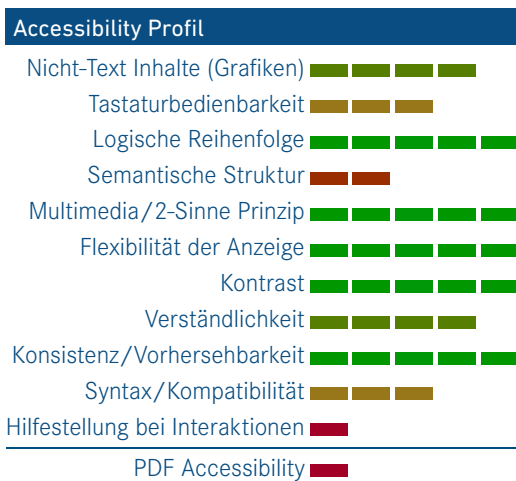 Accessibility Profil
Nicht-Text Inhalte (Grafiken)
Tastaturbedienbarkeit
Logische Reihenfolge
Semantische Struktur
Multimedia/2-Sinne Prinzip
Flexibilität der Anzeige
Kontrast
Verständlichkeit
Konsistenz/Vorhersehbarkeit
Syntax/Kompatibilität
Hilfestellung bei Interaktionen
PDF Accessibility